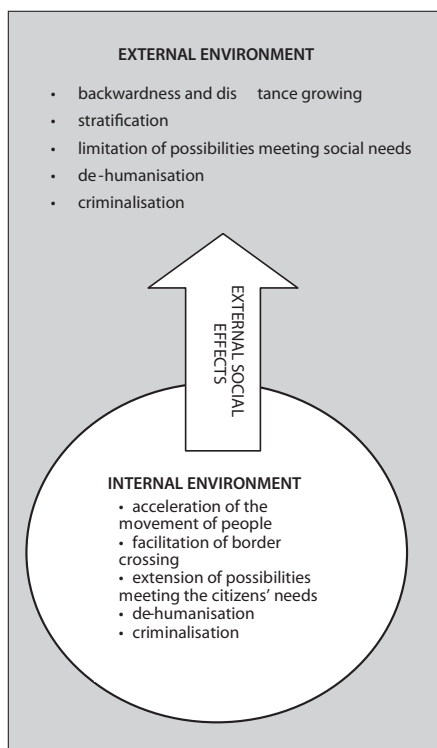 EXTERNAL ENVIRONMENT
• backwardness and dis tance growing
• stratification
• limitation of possibilities meeting social needs
• de-humanisation
• criminalisation
EXTERNAL SOCIAL
EFFECTS
INTERNAL ENVIRONMENT
• acceleration of the
movement of people
• facilitation of border
crossing
• extension of possibilities
meeting the citizens’ needs
• de-humanisation
• criminalisation